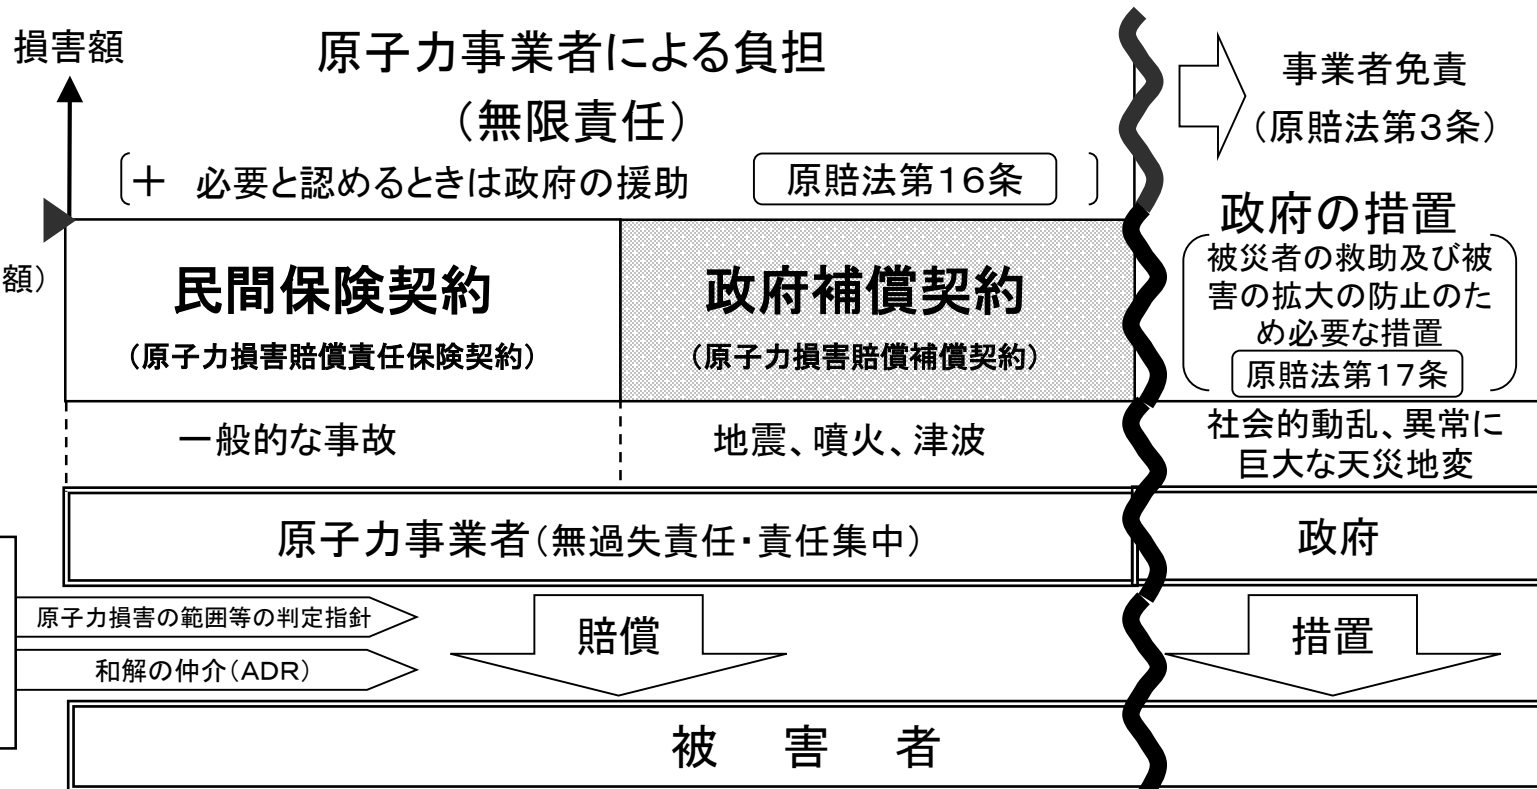 損害額
原子力事業者による負担
(無限責任)
+ 必要と認めるときは政府の援助
原賠法第16条
事業者免責
(原賠法第3条)
政府の措置
被災者の救助及び被
害の拡大の防止のた
め必要な措置
原賠法第17条
額)
民間保険契約
(原子力損害賠償責任保険契約)
政府補償契約
(原子力損害賠償補償契約)
一般的な事故
地震、噴火、津波
社会的動乱、異常に
巨大な天災地変
原子力事業者(無過失責任・責任集中)
政府
原子力損害の範囲等の判定指針
和解の仲介(ADR)
賠償
措置
被 害 者